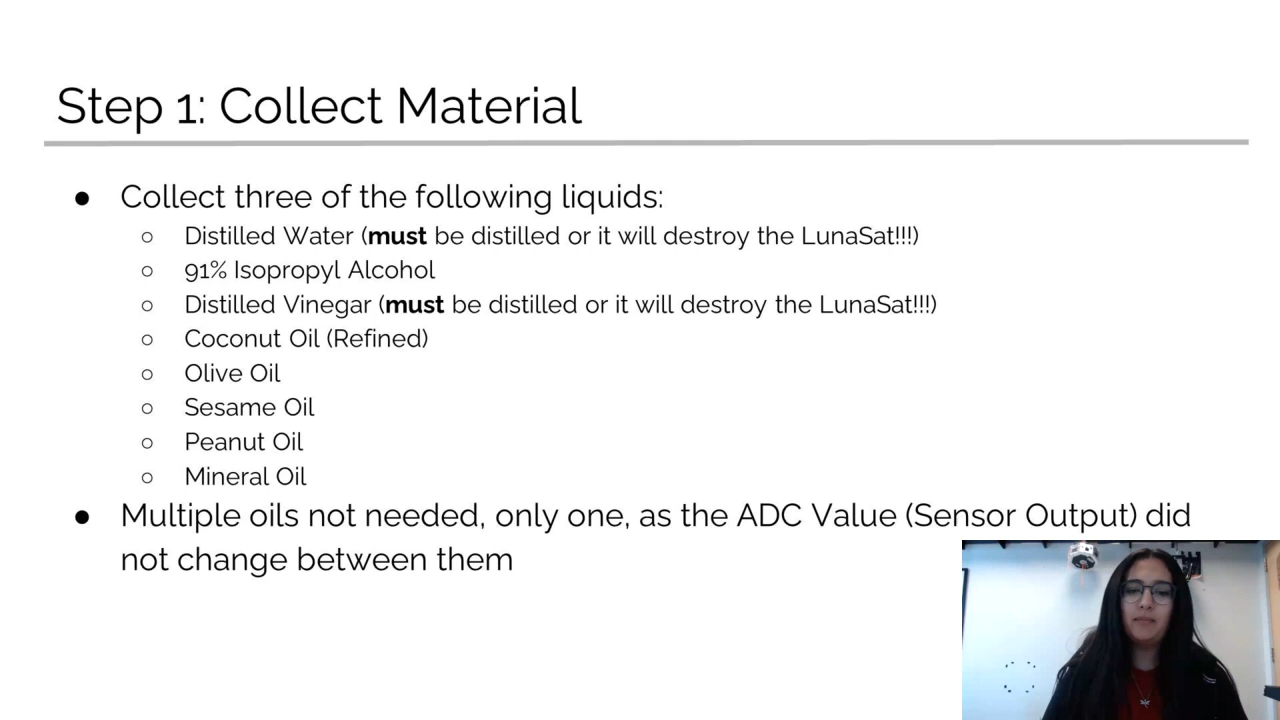 Step 1: Collect Material
● Collect three of the following liquids:
○ Distilled Water (must be distilled or it will destroy the LunaSat!!!)
○ 91% Isopropyl Alcohol
○ Distilled Vinegar (must be distilled or it will destroy the LunaSat!!!)
○ Coconut Oil (Refined)
○ Olive Oil
○ Sesame Oil
○ Peanut Oil
○ Mineral Oil
● Multiple oils not needed, only one, as the ADC Value (Sensor Output) did
not change between them